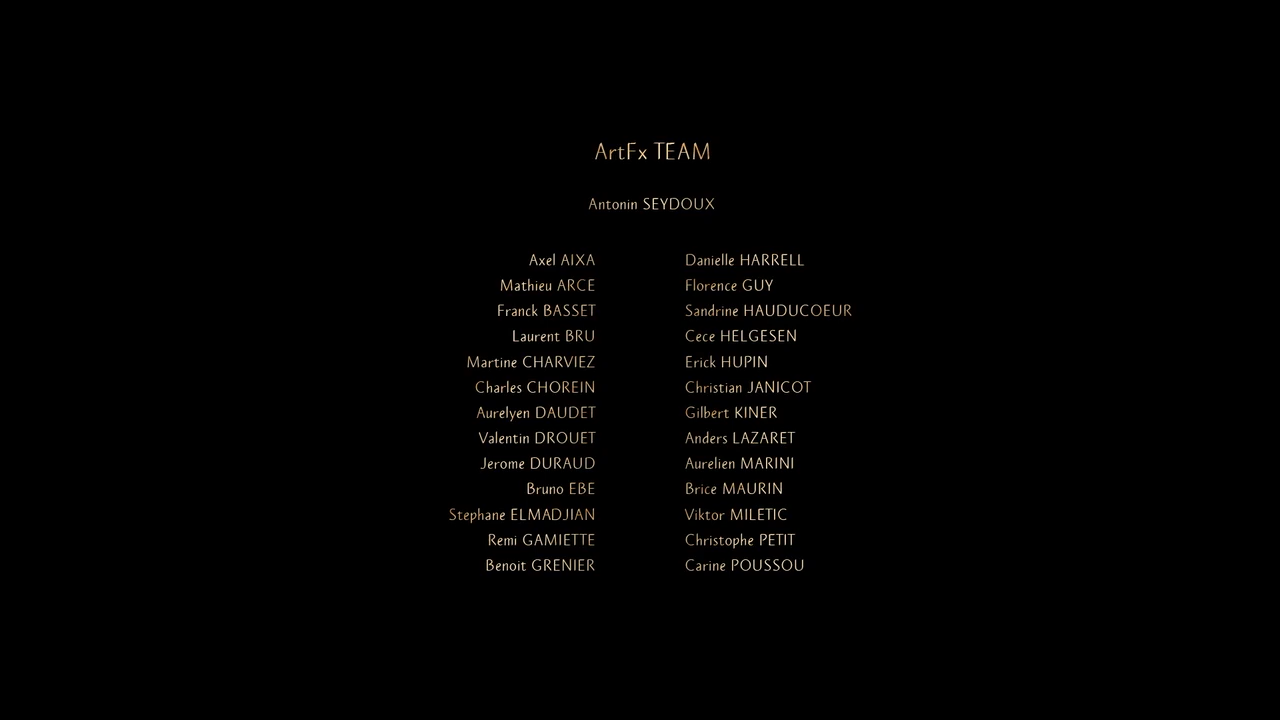 ArtFx TEAM
Antonin SEYDOUX
Axel AIXA
Mathieu ARCE
Franck BASSET
Laurent BRU
Martine CHARVIEZ
Charles CHOREIN
Aurelyen DAUDET
Valentin DROUET
Jerome DURAUD
Bruno EBE
Stephane ELMADJIAN
Remi GAMIETTE
Benoit GRENIER
Danielle HARRELL
Florence GUY
Sandrine HAUDUCOEUR
Cece HELGESEN
Erick HUPIN
Christian JANICOT
Gilbert KINER
Anders LAZARET
Aurelien MARINI
Brice MAURIN
Viktor MILETIC
Christophe PETIT
Carine POUSSOU